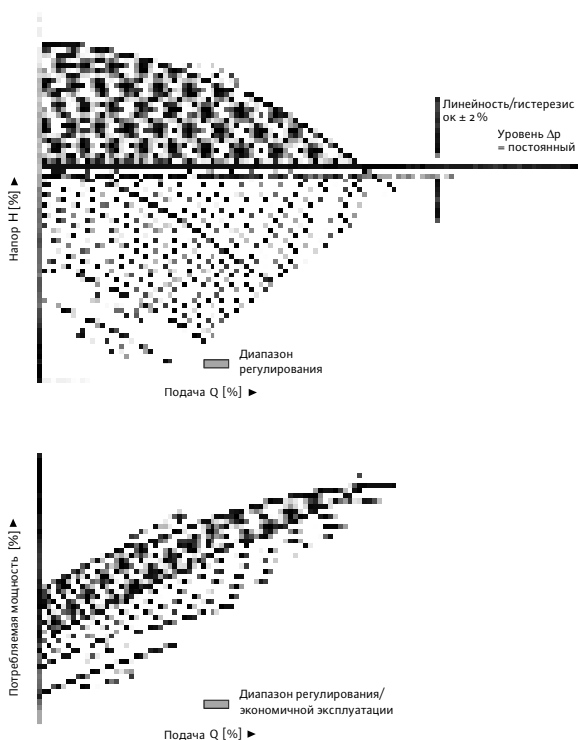 Линейность/гистерезис
ок ± 2 %
Уровень Δp
= постоянный
Напор H [%] ►
Диапазон
регулирования
Подача Q [%] ►
Потребляемая мощность [%] ►
Диапазон регулирования/
экономичной эксплуатации
Подача Q [%] ►